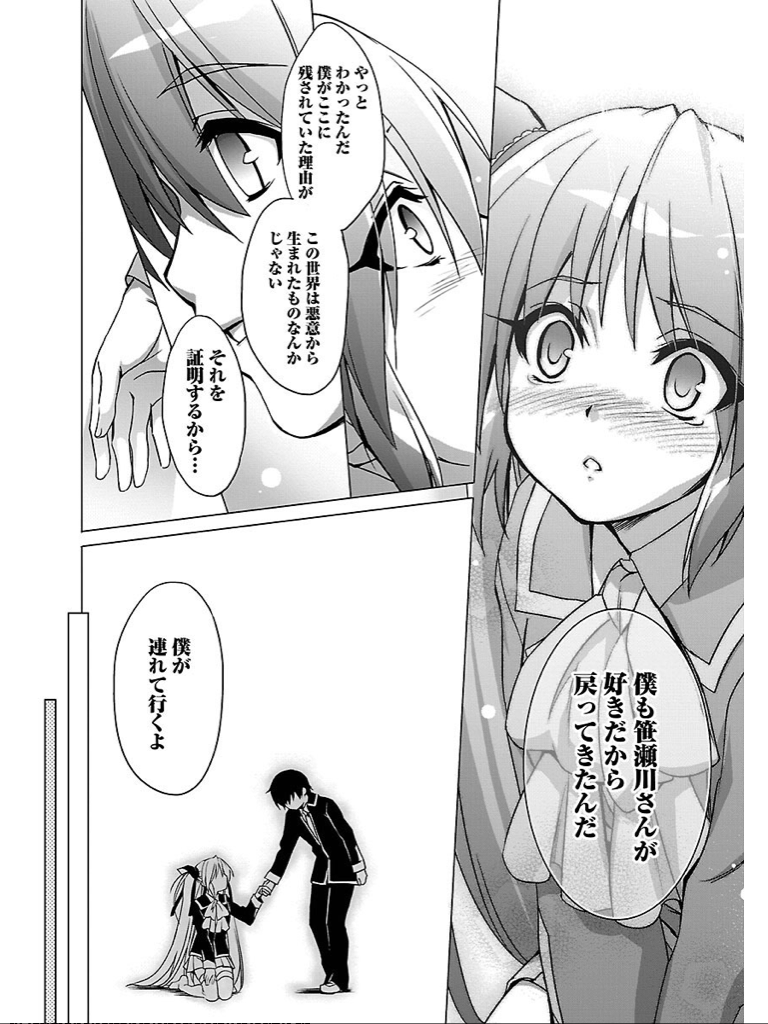 僕も笹瀬川さんが
好きだから
戻ってきたんだ
やっと
わかったんだ
僕がここに
残されていた理由が
この世界は悪意から
生まれたものなんか
じゃない
それを
証明するから…
僕が
連れて行くよ